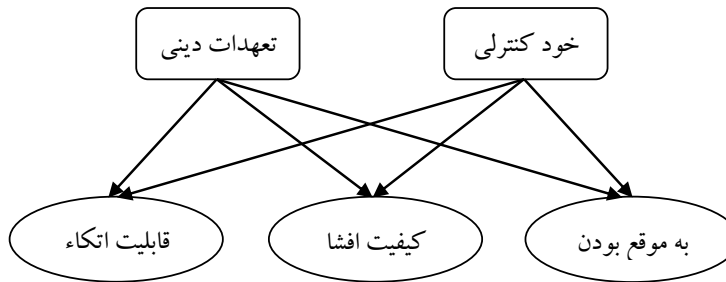 خود کنترلی
تعهدات دینی
به موقع بودن
کیفیت افشا
قابلیت اتکاء